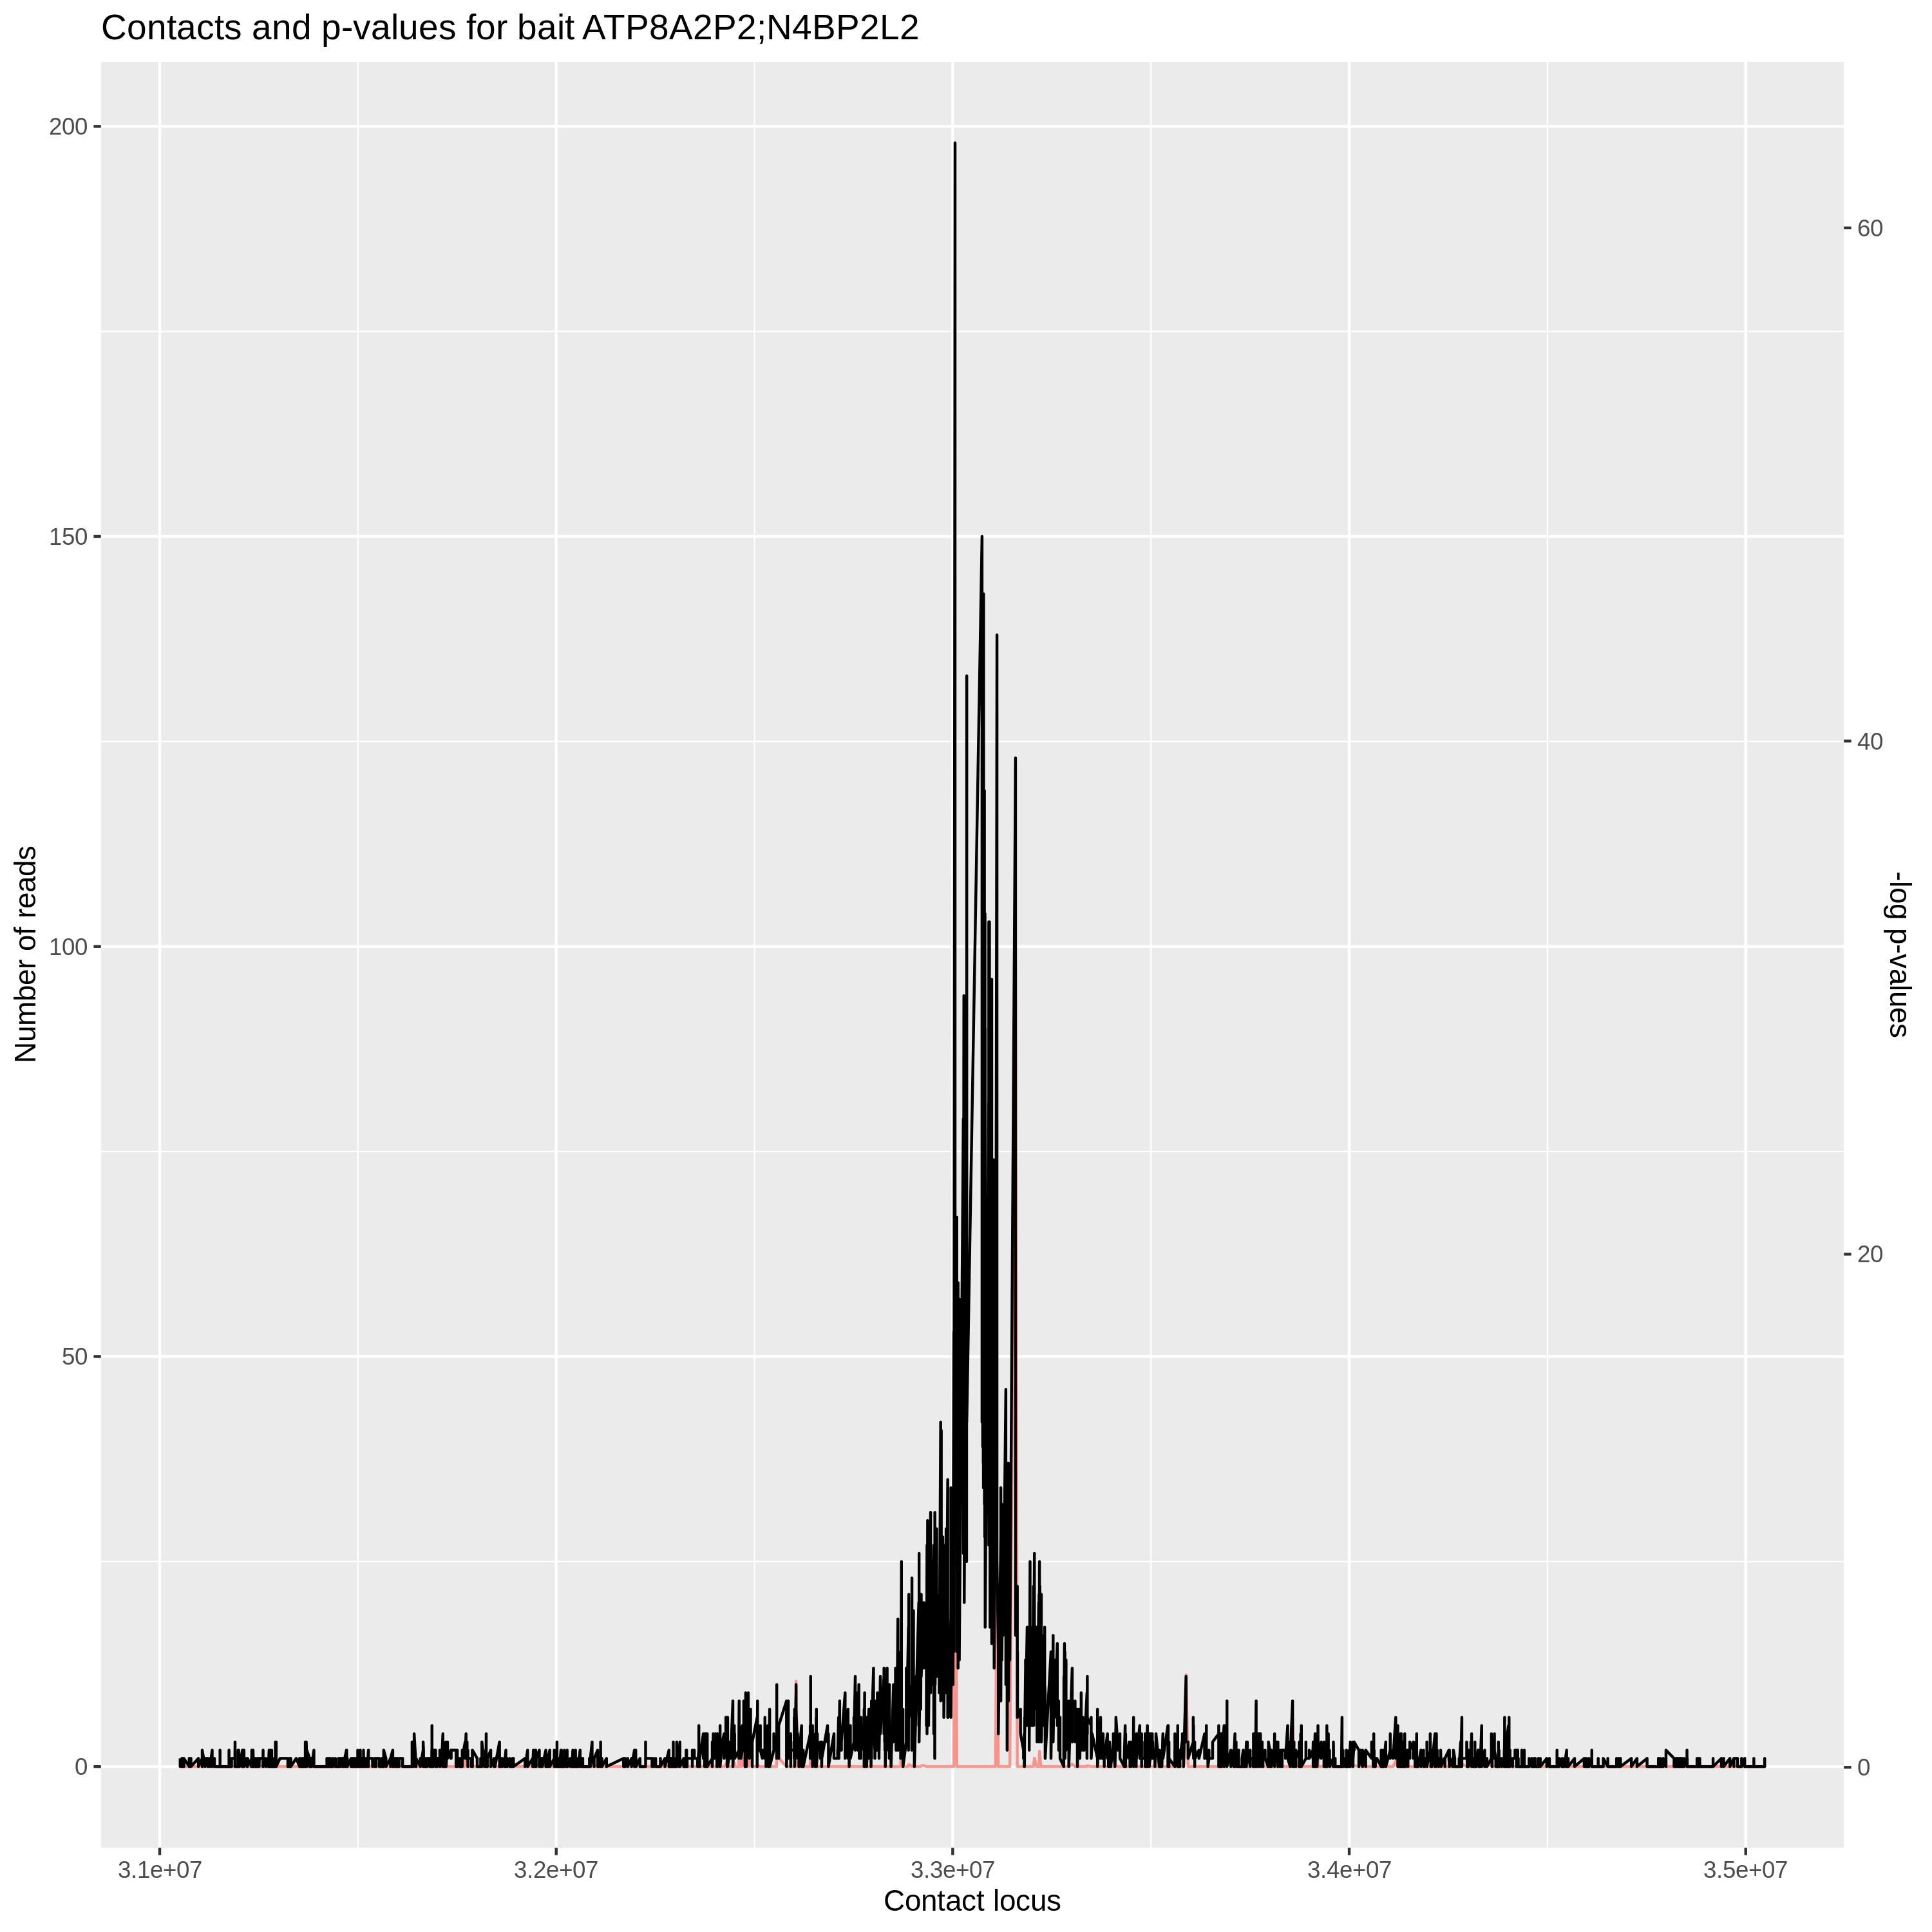 Contacts and p-values for bait ATP8A2P2;N4BP2L2
200
150
100
50
0
Number of reads
60
40
20
0
-log p-values
3.1e+07
3.2e+07
3.3e+07
3.4e+07
3.5e+07
Contact locus